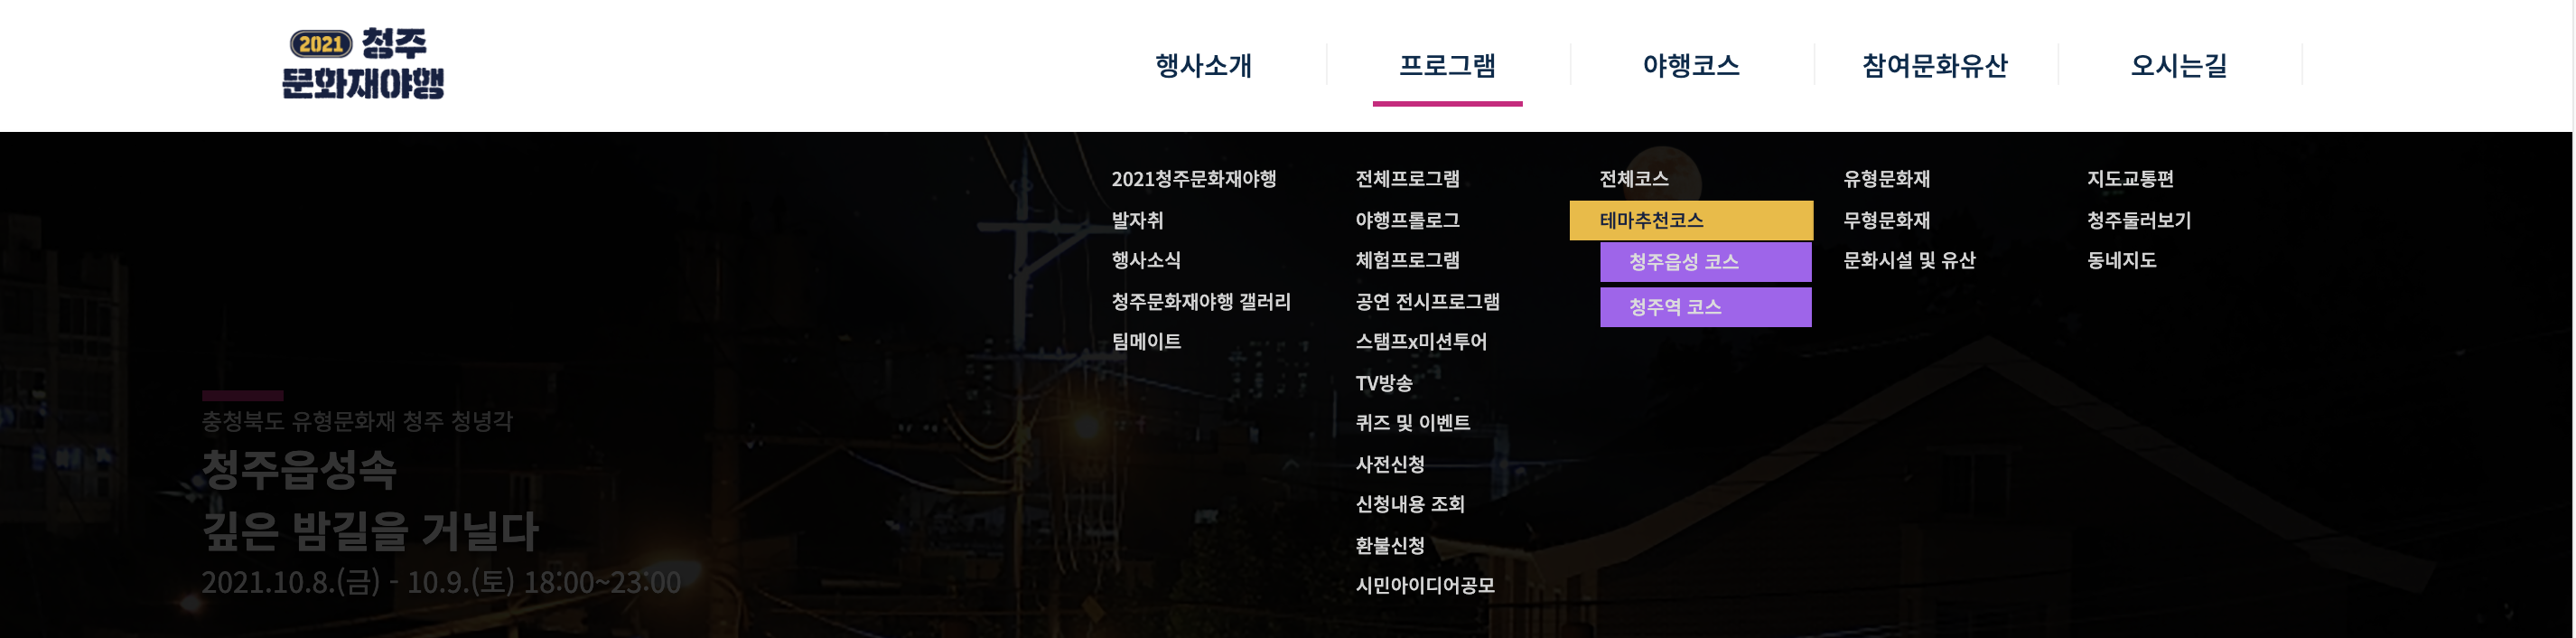 2021 청주
문화재야행
행사소개
프로그램
야행코스
참여문화유산
오시는길
2021청주문화재야행
발자취
행사소식
청주문화재야행 갤러리
팀메이트
전체프로그램
야행프롤로그
체험프로그램
공연 전시프로그램
스탬프x미션투어
TV방송
퀴즈 및 이벤트
사전신청
신청내용 조회
환불신청
시민아이디어공모
전체코스
테마추천코스
청주읍성 코스
청주역 코스
유형문화재
무형문화재
문화시설 및 유산
지도교통편
청주둘러보기
동네지도
충청북도 유형문화재 청주 청녕각
청주읍성속
깊은 밤길을 거닐다
2021.10.8.(금) - 10.9.(토) 18:00~23:00